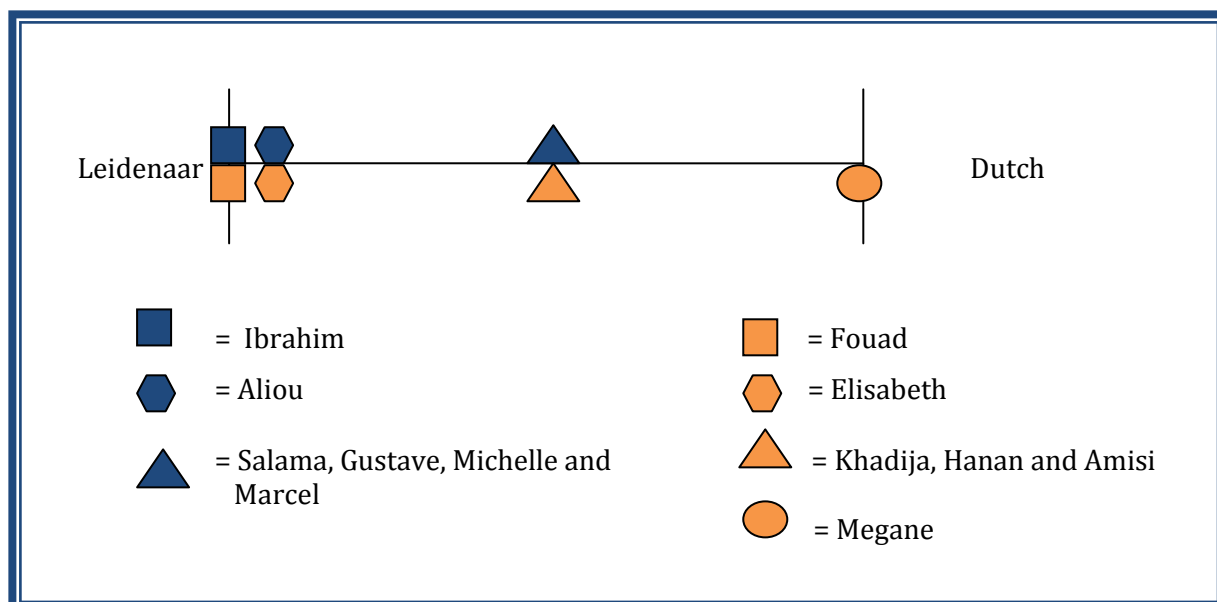 Leidenaar
Dutch
= Ibrahim
= Fouad
= Aliou
= Elisabeth
= Salama, Gustave, Michelle and
Marcel
= Khadija, Hanan and Amisi
= Megane